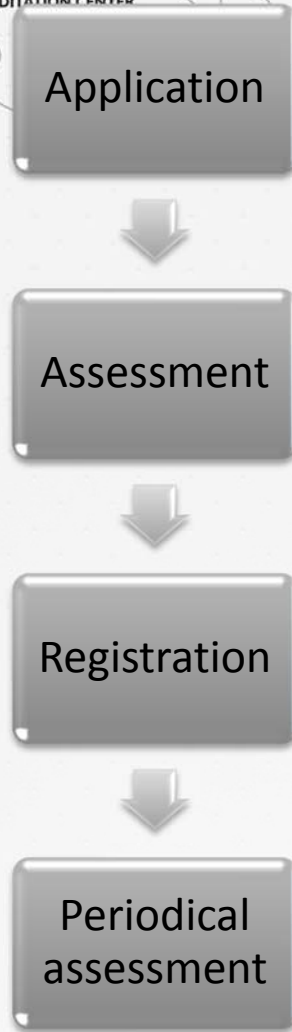 Application
Assessment
Registration
Periodical
assessment